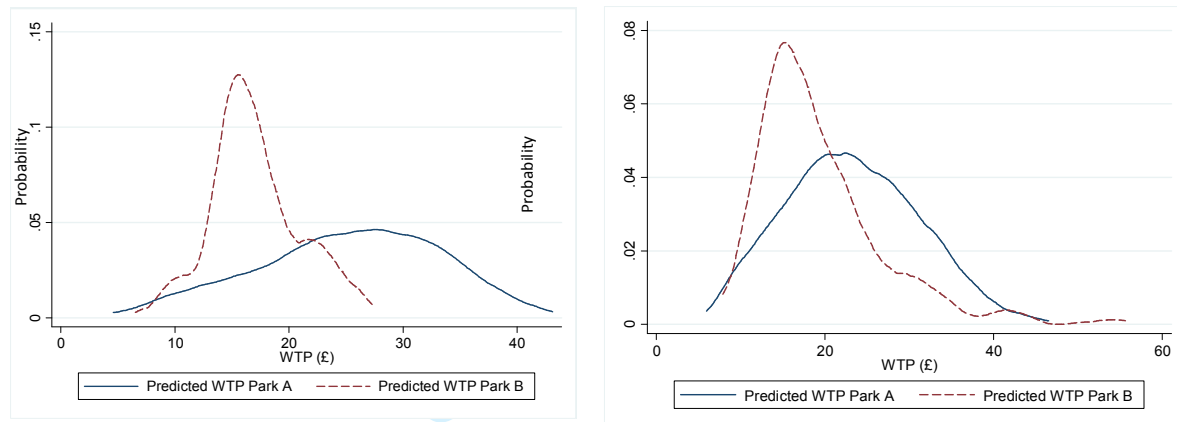 .15
.1
.05
0
Probability
0 10 20 30 40
WTP (£)
Predicted WTP Park A Predicted WTP Park B
Probability
.08
.06
.04
.02
0
0 20 40 60
WTP (£)
Predicted WTP Park A Predicted WTP Park B